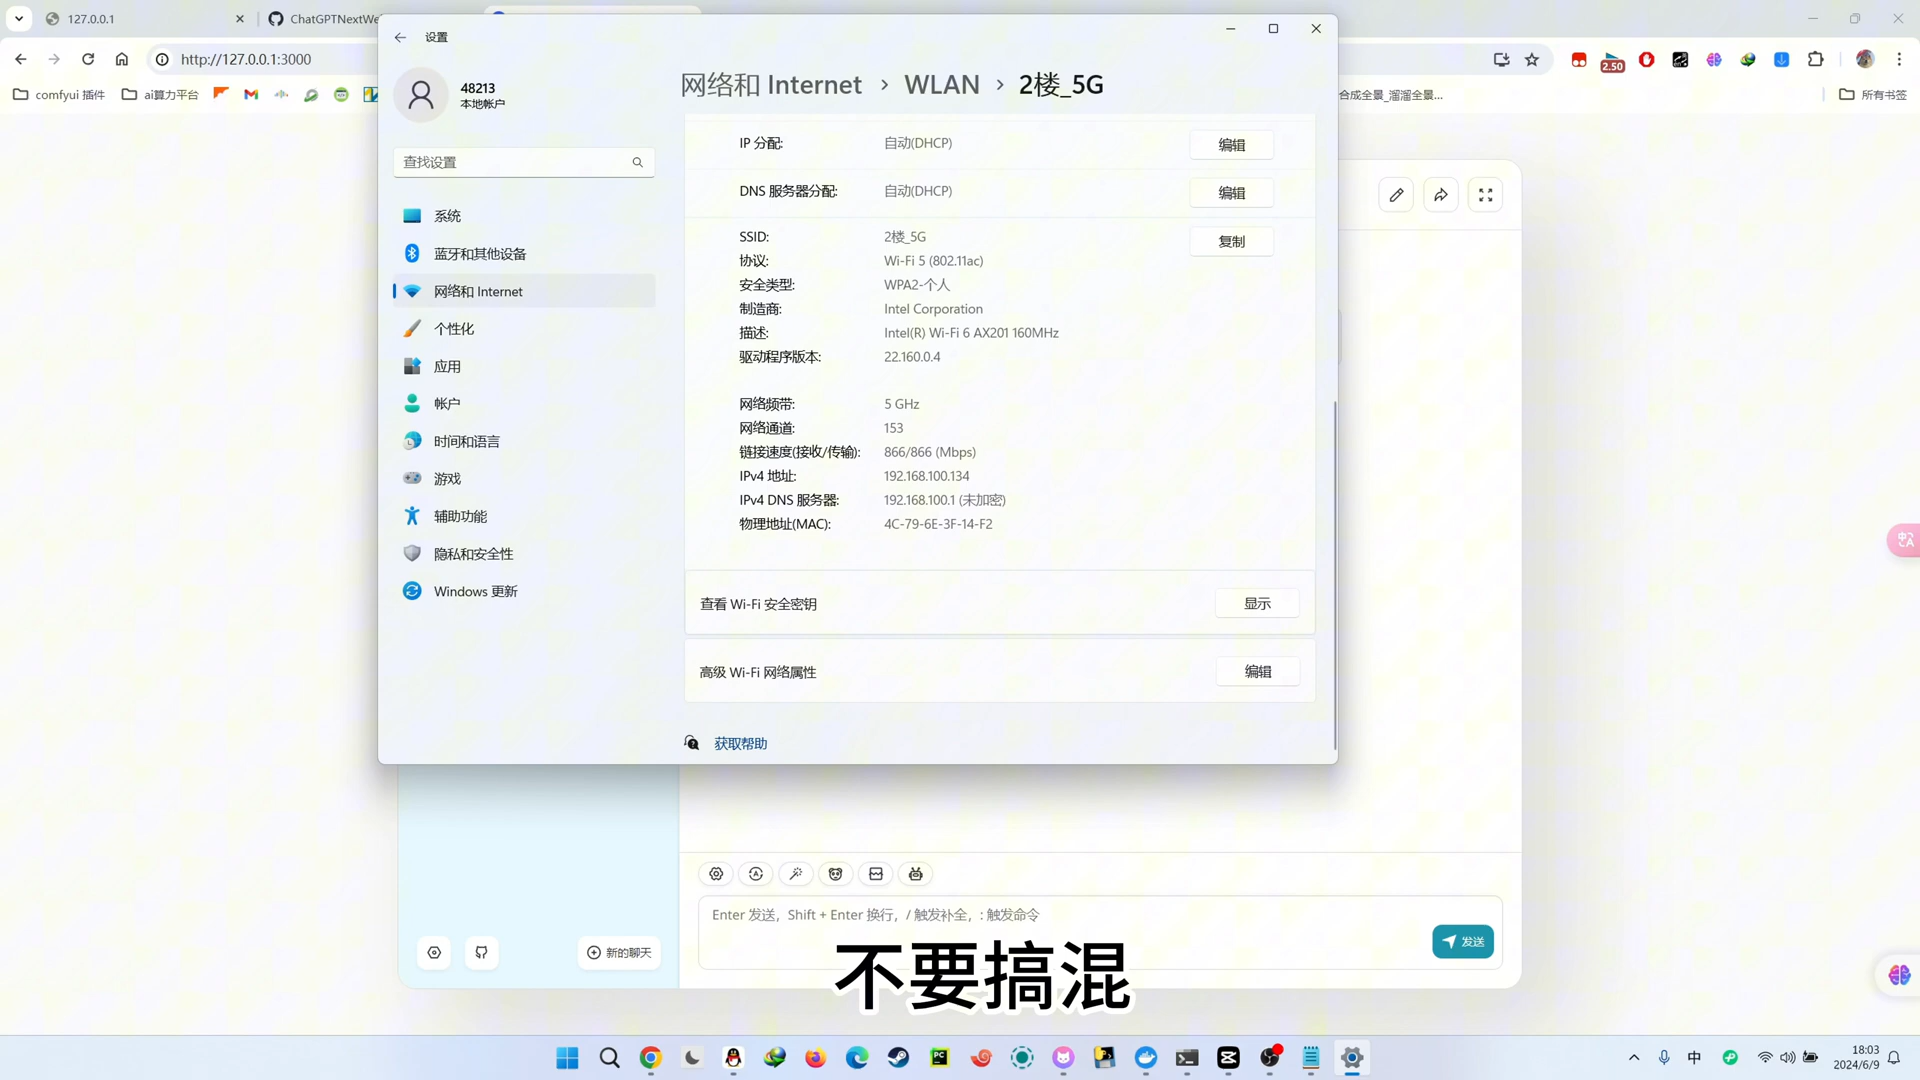 127.0.0.1
ChatGPTNextWe
http://127.0.0.1:3000
comfyui 插件
ai算力平台
2.50
合成全景_溜溜全景...
所有书签
设置
48213
本地帐户
查找设置
系统
蓝牙和其他设备
网络和 Internet
个性化
应用
帐户
时间和语言
游戏
辅助功能
隐私和安全性
Windows 更新
网络和 Internet › WLAN › 2楼_5G
IP 分配: 自动(DHCP) 编辑
DNS 服务器分配: 自动(DHCP) 编辑
SSID: 2楼_5G 复制
协议: Wi-Fi 5 (802.11ac)
安全类型: WPA2-个人
制造商: Intel Corporation
描述: Intel(R) Wi-Fi 6 AX201 160MHz
驱动程序版本: 22.160.0.4
网络频带: 5 GHz
网络通道: 153
链接速度(接收/传输): 866/866 (Mbps)
IPv4 地址: 192.168.100.134
IPv4 DNS 服务器: 192.168.100.1 (未加密)
物理地址(MAC): 4C-79-6E-3F-14-F2
查看 Wi-Fi 安全密钥 显示
高级 Wi-Fi 网络属性 编辑
获取帮助
Enter 发送，Shift + Enter 换行，/ 触发补全，: 触发命令
发送
新的聊天
不要搞混
中
18:03
2024/6/9